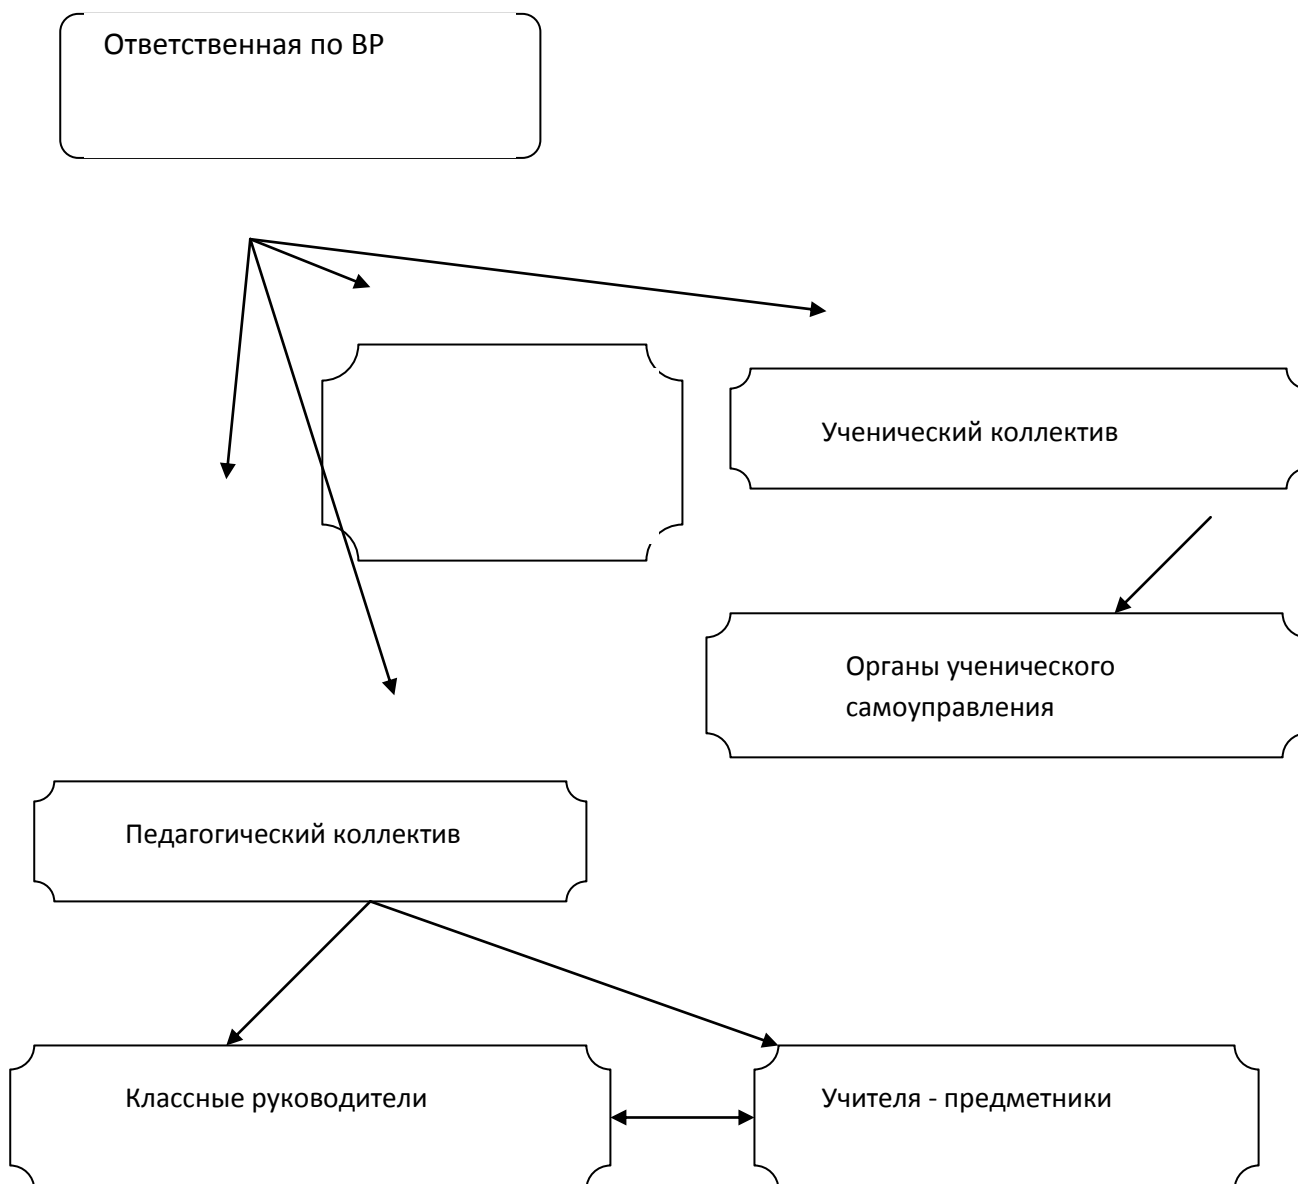 Ответственная по ВР
Ученический коллектив
Органы ученического
самоуправления
Педагогический коллектив
Классные руководители
Учителя - предметники